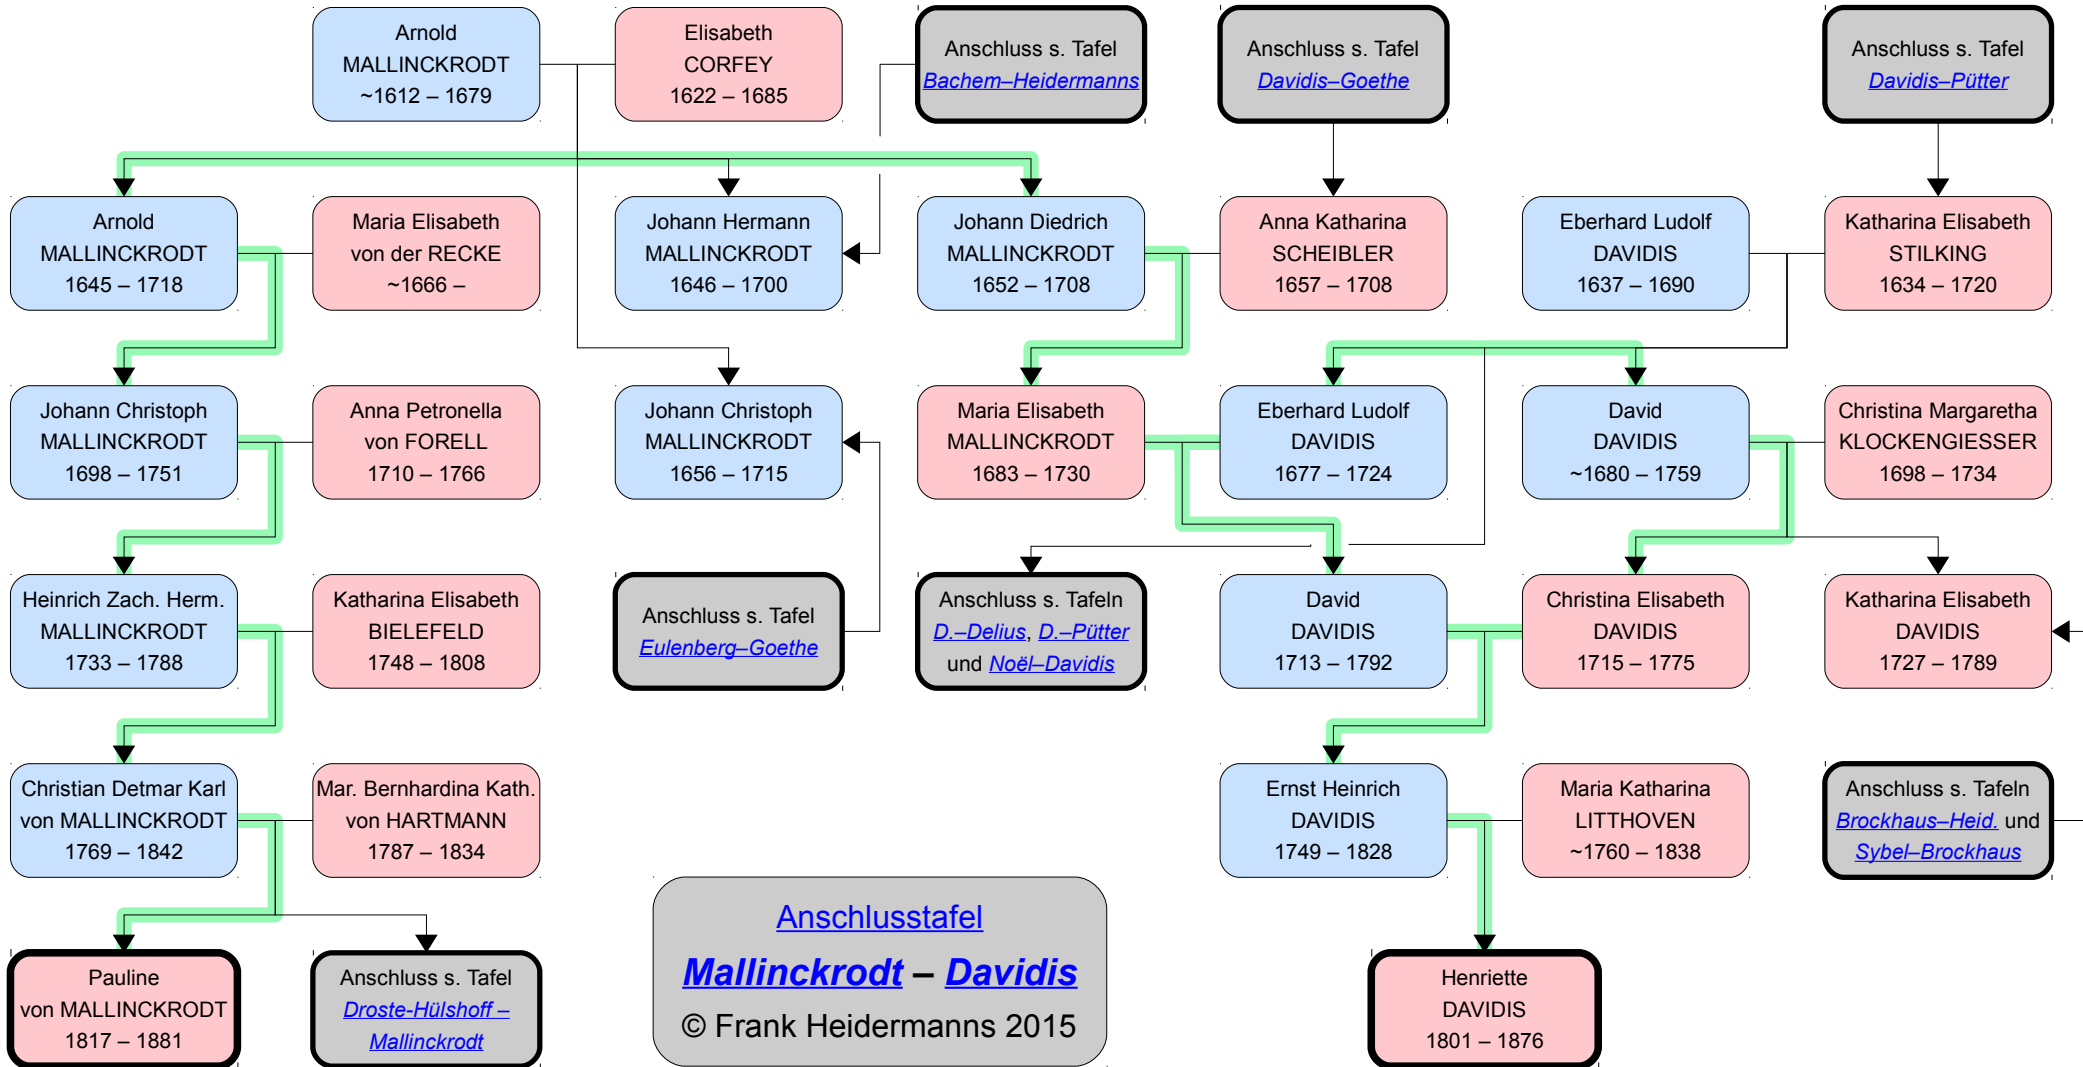 Arnold
MALLINCKRODT
~1612 – 1679
Elisabeth
CORFEY
1622 – 1685
Anschluss s. Tafel
Bachem–Heidermanns
Anschluss s. Tafel
Davidis–Goethe
Anschluss s. Tafel
Davidis–Pütter
Arnold
MALLINCKRODT
1645 – 1718
Maria Elisabeth
von der RECKE
~1666 –
Johann Hermann
MALLINCKRODT
1646 – 1700
Johann Diedrich
MALLINCKRODT
1652 – 1708
Anna Katharina
SCHEIBLER
1657 – 1708
Eberhard Ludolf
DAVIDIS
1637 – 1690
Katharina Elisabeth
STILKING
1634 – 1720
Johann Christoph
MALLINCKRODT
1698 – 1751
Anna Petronella
von FORELL
1710 – 1766
Johann Christoph
MALLINCKRODT
1656 – 1715
Maria Elisabeth
MALLINCKRODT
1683 – 1730
Eberhard Ludolf
DAVIDIS
1677 – 1724
David
DAVIDIS
~1680 – 1759
Christina Margaretha
KLOCKENGIESSER
1698 – 1734
Heinrich Zach. Herm.
MALLINCKRODT
1733 – 1788
Katharina Elisabeth
BIELEFELD
1748 – 1808
Anschluss s. Tafel
Eulenberg–Goethe
Anschluss s. Tafeln
D.–Delius, D.–Pütter
und Noël–Davidis
David
DAVIDIS
1713 – 1792
Christina Elisabeth
DAVIDIS
1715 – 1775
Katharina Elisabeth
DAVIDIS
1727 – 1789
Christian Detmar Karl
von MALLINCKRODT
1769 – 1842
Mar. Bernhardina Kath.
von HARTMANN
1787 – 1834
Ernst Heinrich
DAVIDIS
1749 – 1828
Maria Katharina
LITTHOVEN
~1760 – 1838
Anschluss s. Tafeln
Brockhaus–Heid. und
Sybel–Brockhaus
Pauline
von MALLINCKRODT
1817 – 1881
Anschluss s. Tafel
Droste-Hülshoff –
Mallinckrodt
Anschlusstafel
Mallinckrodt – Davidis
© Frank Heidermanns 2015
Henriette
DAVIDIS
1801 – 1876